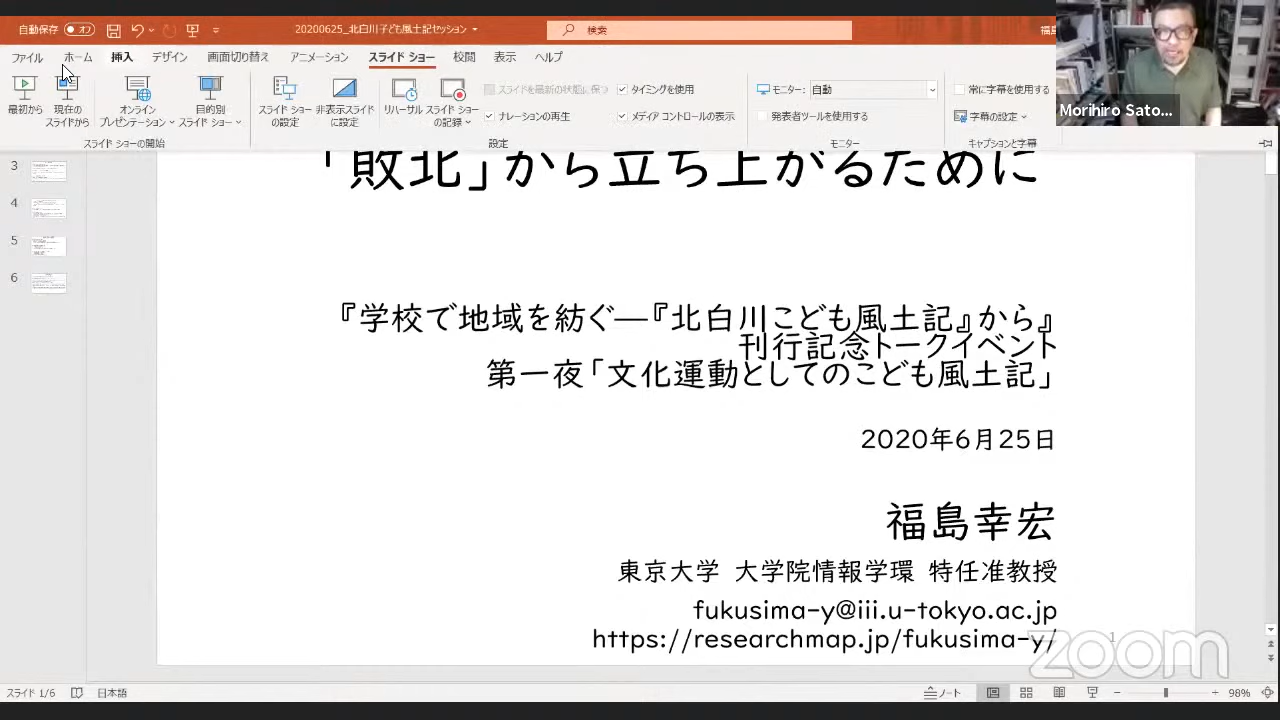 自動保存 オフ 20200625_北白川子ども風土記セッション 検索
ファイル ホーム 挿入 デザイン 画面切り替え アニメーション スライド ショー 校閲 表示 ヘルプ
最初から
現在の
スライドから
オンライン
プレゼンテーション
目的別
スライド ショー
スライド ショー
の設定
非表示スライド
に設定
リハーサル
スライド ショー
の記録
スライドを最新の状態に保つ
ナレーションの再生
タイミングを使用
メディア コントロールの表示
モニター: 自動
発表者ツールを使用する
常に字幕を使用する
字幕の設定
スライド ショーの開始 設定 モニター キャプションと字幕
Morihiro Sato...
3
4
5
6
「敗北」から立ち上がるために
『学校で地域を紡ぐ―『北白川こども風土記』から』
刊行記念トークイベント
第一夜「文化運動としてのこども風土記」
2020年6月25日
福島幸宏
東京大学 大学院情報学環 特任准教授
fukusima-y@iii.u-tokyo.ac.jp
https://researchmap.jp/fukusima-y/
1
zoom
スライド 1/6 日本語 ノート 98%